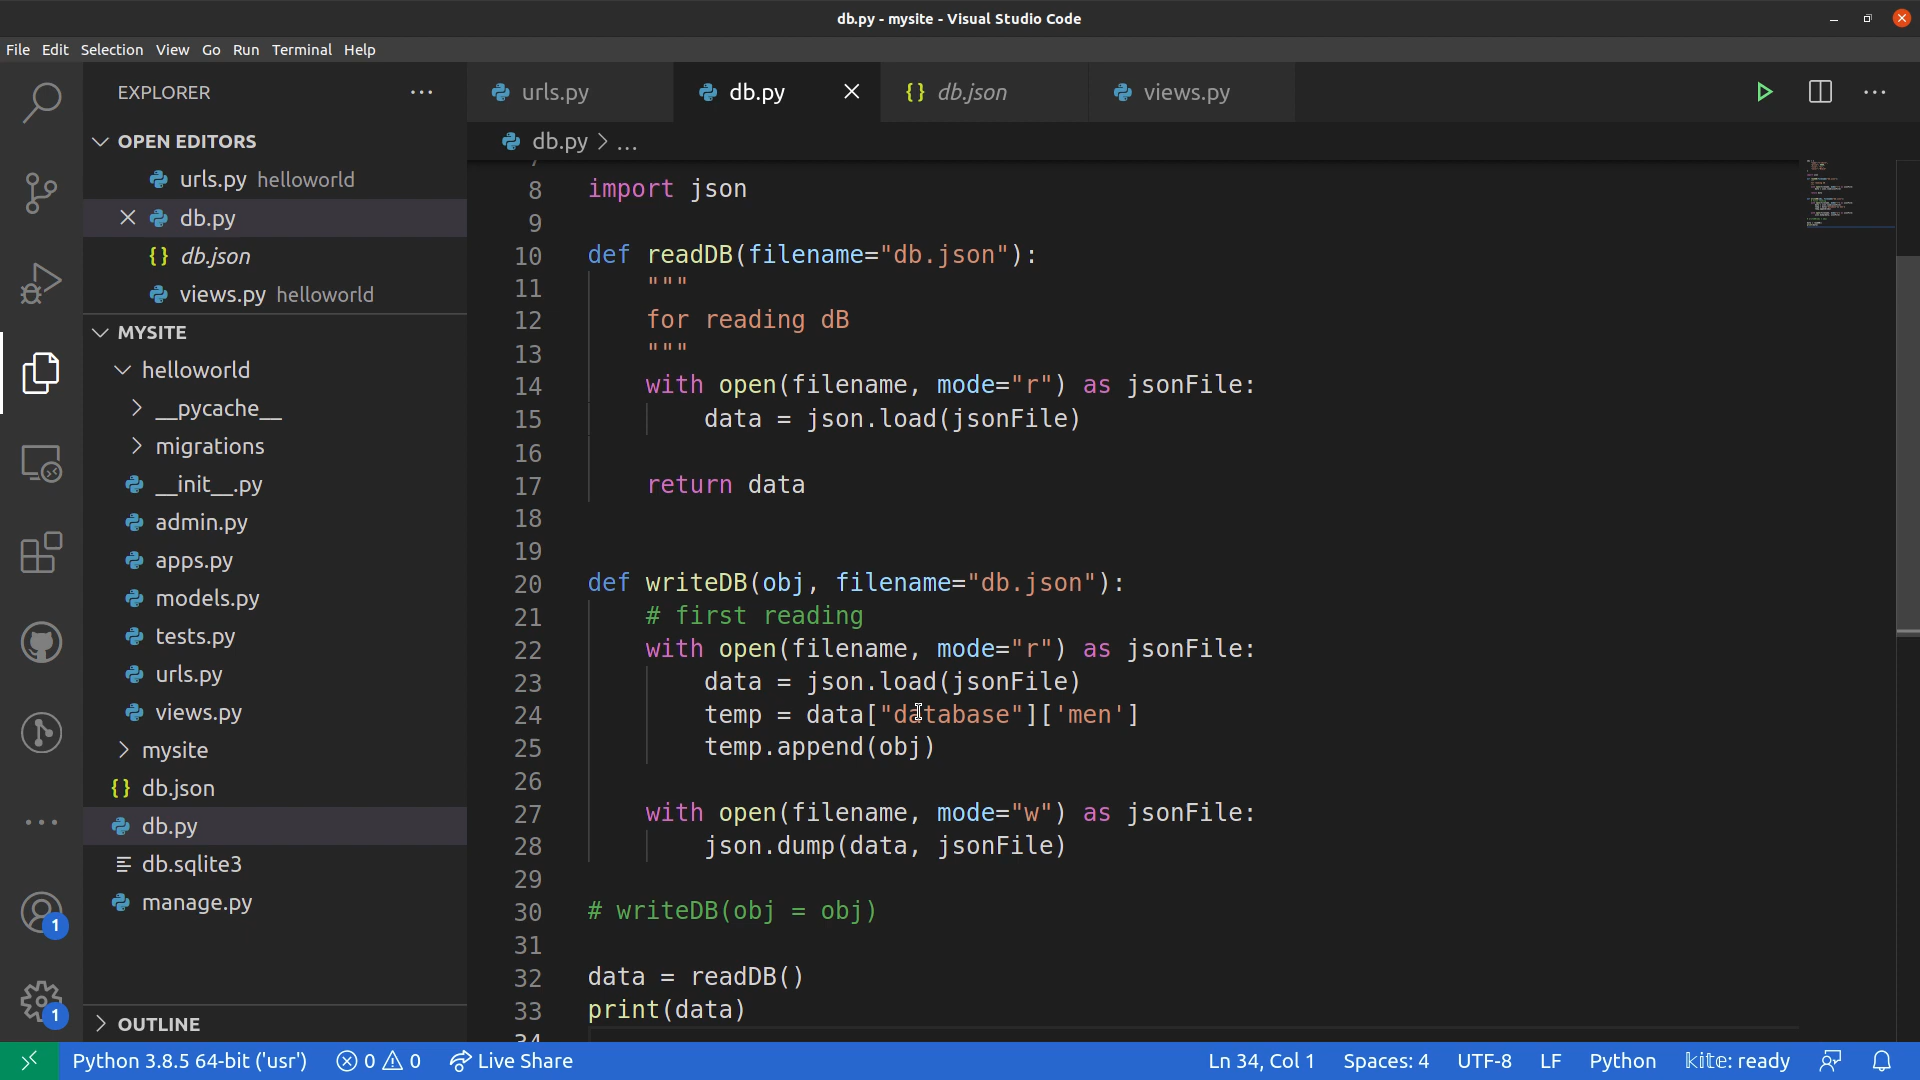 db.py - mysite - Visual Studio Code
File Edit Selection View Go Run Terminal Help
EXPLORER
OPEN EDITORS
urls.py helloworld
db.py
db.json
views.py helloworld
MYSITE
helloworld
__pycache__
migrations
__init__.py
admin.py
apps.py
models.py
tests.py
urls.py
views.py
mysite
db.json
db.py
db.sqlite3
manage.py
OUTLINE
1
1
urls.py db.py db.json views.py
db.py > ...
8 import json
9
10 def readDB(filename="db.json"):
11 """
12 for reading dB
13 """
14 with open(filename, mode="r") as jsonFile:
15 data = json.load(jsonFile)
16
17 return data
18
19
20 def writeDB(obj, filename="db.json"):
21 # first reading
22 with open(filename, mode="r") as jsonFile:
23 data = json.load(jsonFile)
24 temp = data["database"]['men']
25 temp.append(obj)
26
27 with open(filename, mode="w") as jsonFile:
28 json.dump(data, jsonFile)
29
30 # writeDB(obj = obj)
31
32 data = readDB()
33 print(data)
34
Python 3.8.5 64-bit ('usr') 0 0 Live Share Ln 34, Col 1 Spaces: 4 UTF-8 LF Python kite: ready